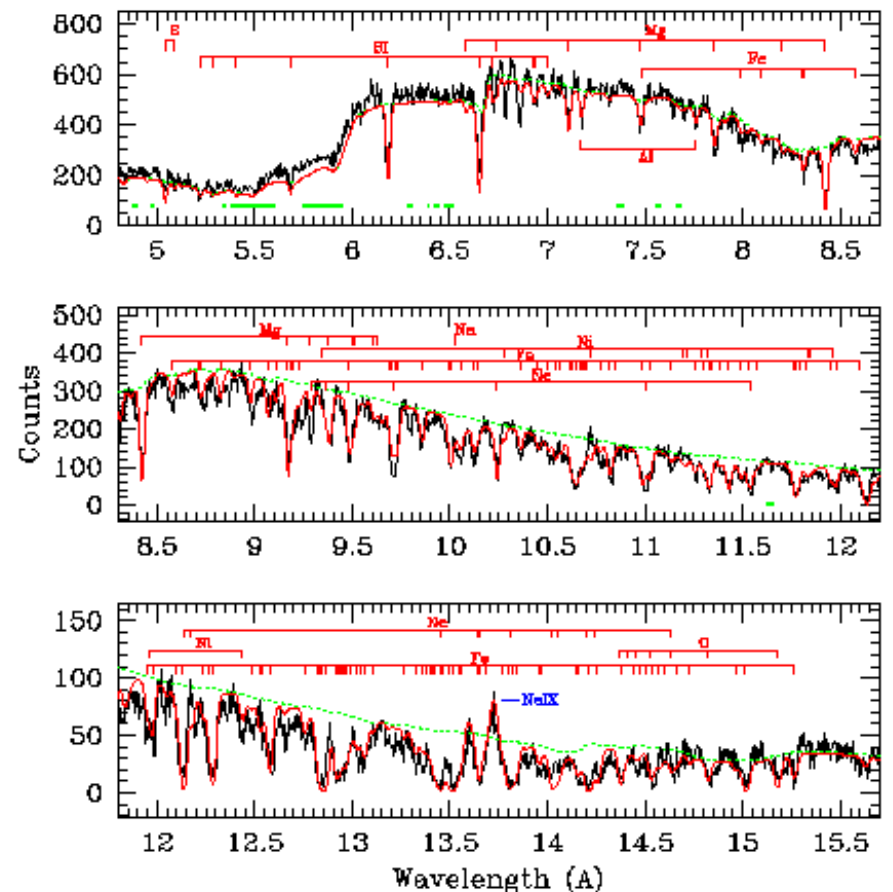 800
S
Mg
Si
Fe
600
400
Al
200
0
5 5.5 6 6.5 7 7.5 8 8.5
500
Mg Na Ni
400
Fe
Ne
300
200
100
0
8.5 9 9.5 10 10.5 11 11.5 12
Counts
150
Ne
Ni O
Fe
100
NeIX
50
0
12 12.5 13 13.5 14 14.5 15 15.5
Wavelength (A)